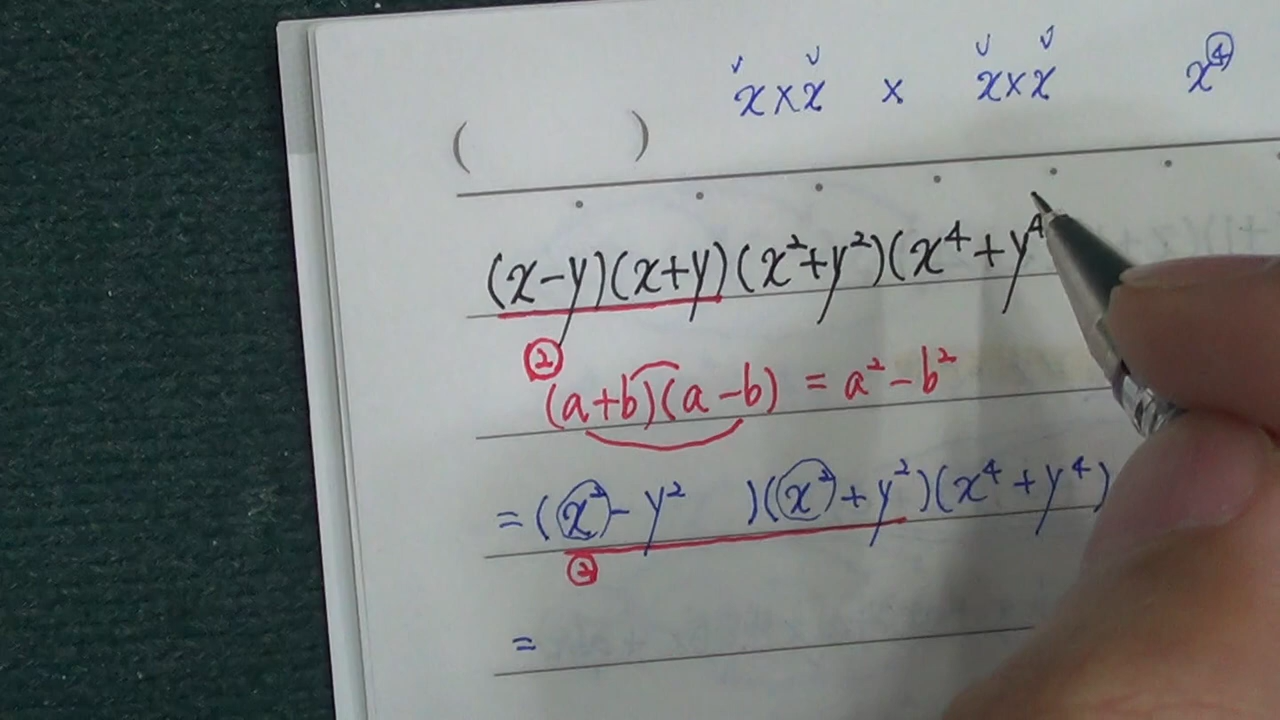 x×x × x×x x⁴
( )
(x-y)(x+y)(x²+y²)(x⁴+y⁴
②
(a+b)(a-b) = a²-b²
=(x²-y² )(x²+y²)(x⁴+y⁴)
②
=